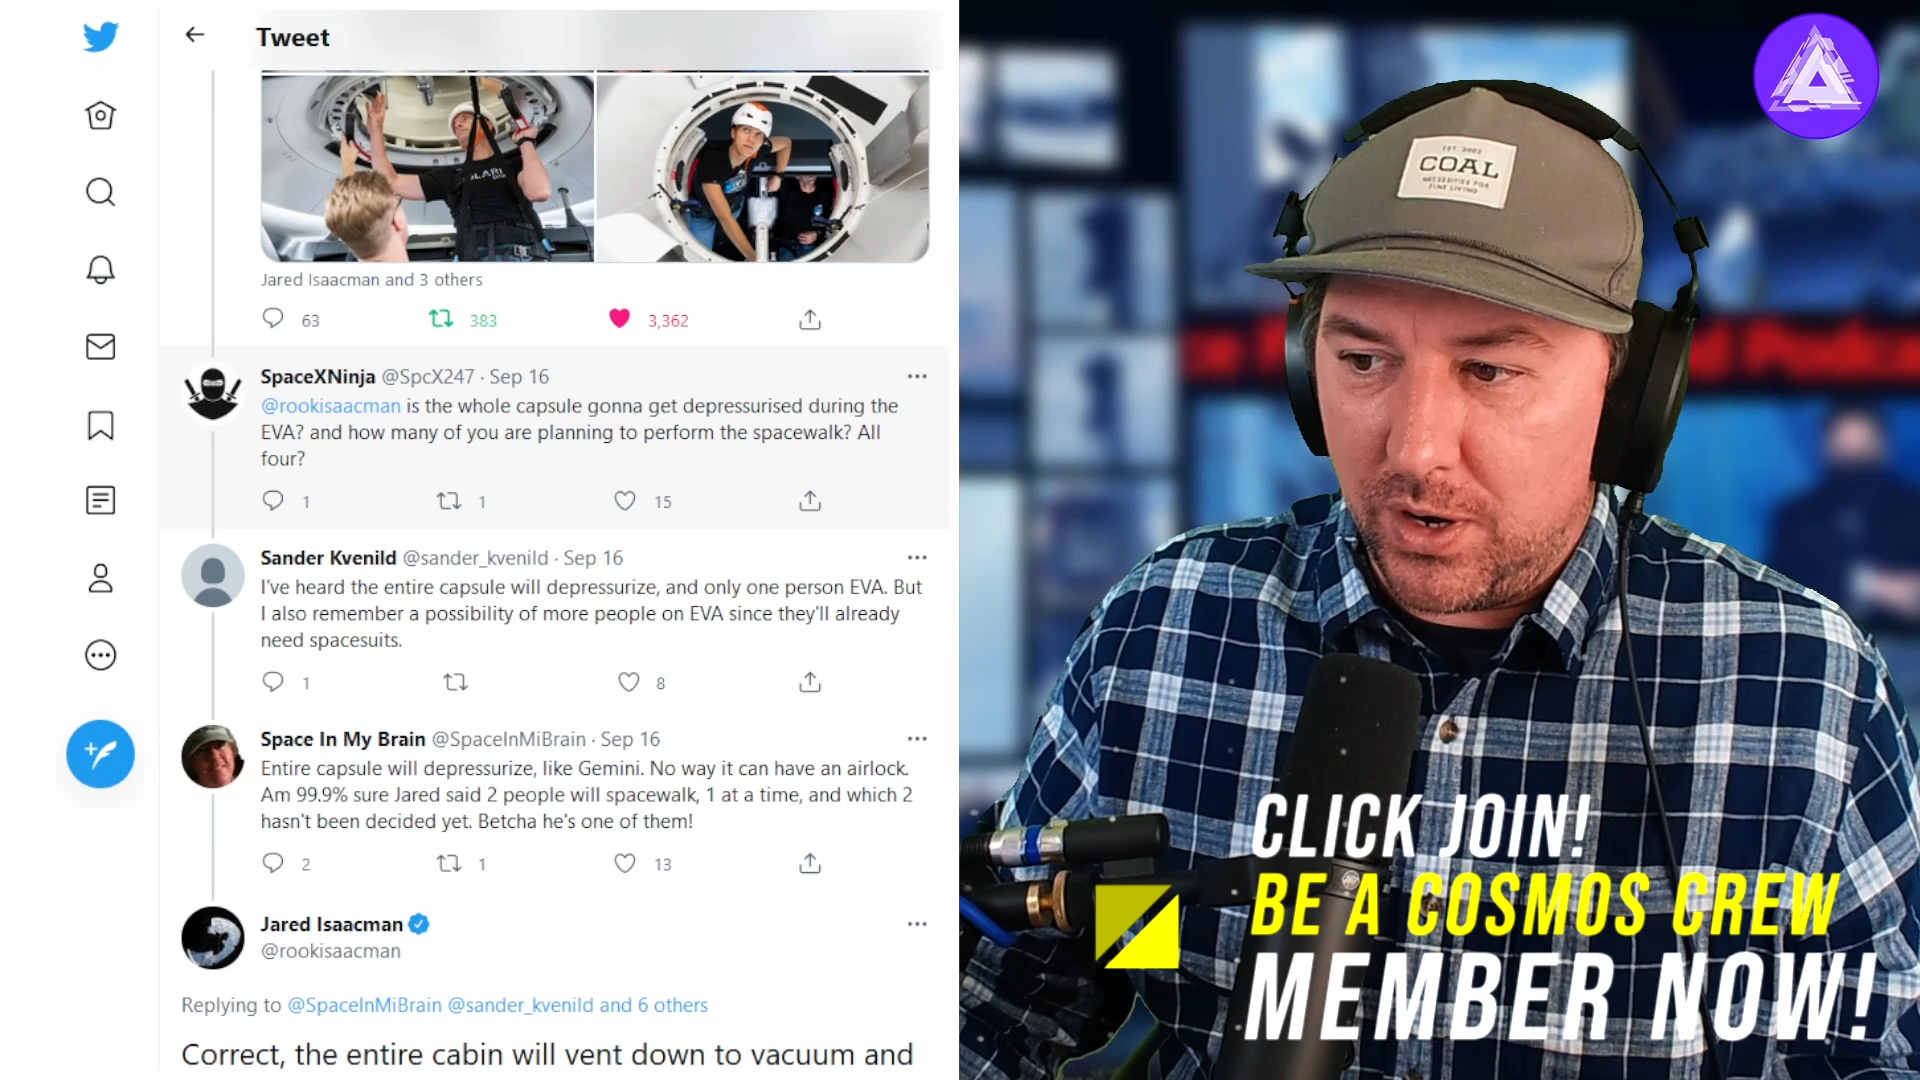 Tweet
Jared Isaacman and 3 others
63 383 3,362
SpaceXNinja @SpcX247 · Sep 16
@rookisaacman is the whole capsule gonna get depressurised during the
EVA? and how many of you are planning to perform the spacewalk? All
four?
1 1 15
Sander Kvenild @sander_kvenild · Sep 16
I've heard the entire capsule will depressurize, and only one person EVA. But
I also remember a possibility of more people on EVA since they'll already
need spacesuits.
1 8
Space In My Brain @SpaceInMiBrain · Sep 16
Entire capsule will depressurize, like Gemini. No way it can have an airlock.
Am 99.9% sure Jared said 2 people will spacewalk, 1 at a time, and which 2
hasn't been decided yet. Betcha he's one of them!
2 1 13
Jared Isaacman
@rookisaacman
Replying to @SpaceInMiBrain @sander_kvenild and 6 others
Correct, the entire cabin will vent down to vacuum and
COAL
NECESSITIES FOR
FINE LIVING
CLICK JOIN!
BE A COSMOS CREW
MEMBER NOW!